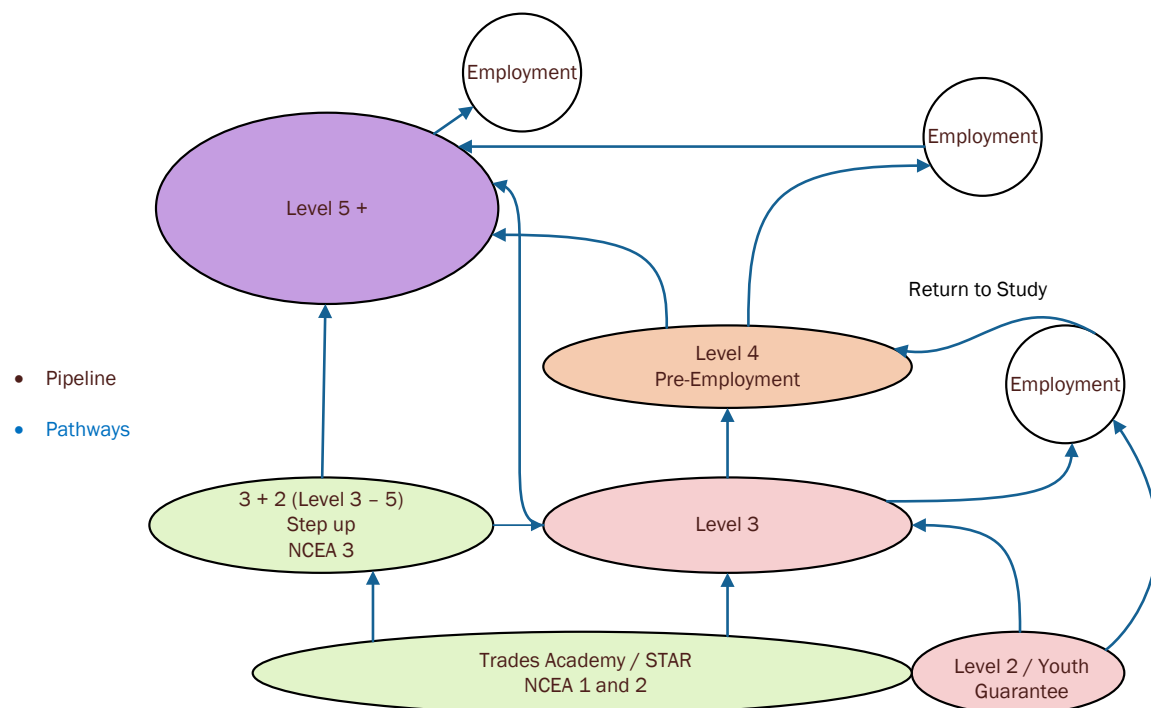 Employment
Employment
Level 5 +
Return to Study
Level 4
Pre-Employment
Employment
• Pipeline
• Pathways
3 + 2 (Level 3 – 5)
Step up
NCEA 3
Level 3
Trades Academy / STAR
NCEA 1 and 2
Level 2 / Youth
Guarantee